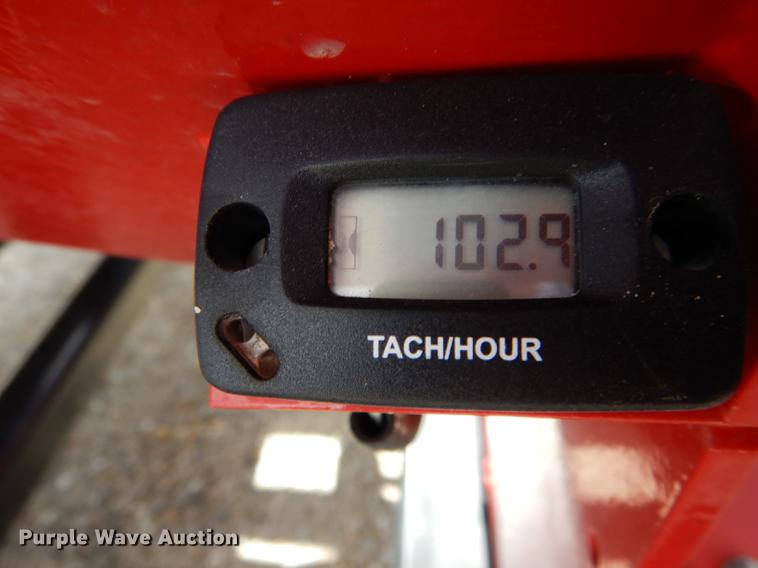 102.9
TACH/HOUR
Purple Wave Auction